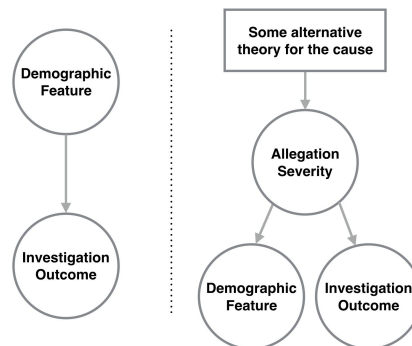 Demographic
Feature
Investigation
Outcome
Some alternative
theory for the cause
Allegation
Severity
Demographic
Feature
Investigation
Outcome